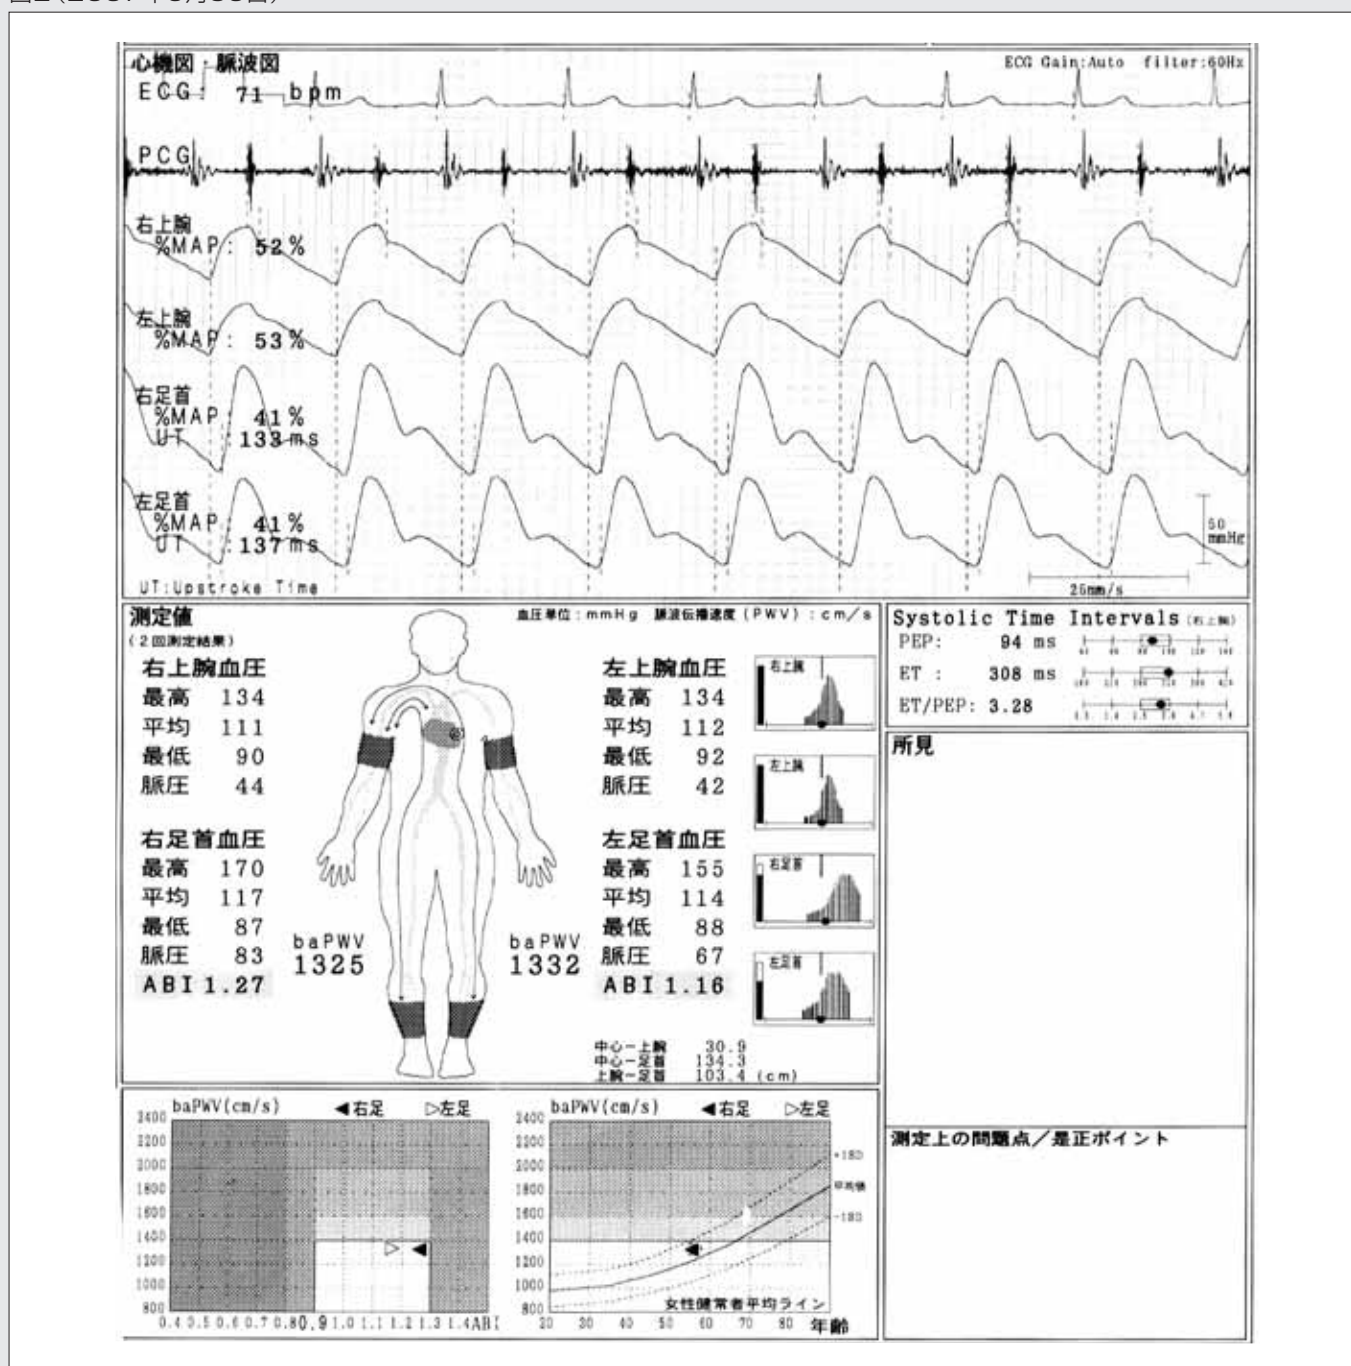 心機図・脈波図
ECG Gain:Auto filter:60Hz
ECG: 71 bpm
PCG
右上腕
%MAP: 52%
左上腕
%MAP: 53%
右足首
%MAP: 41%
UT :133ms
左足首
%MAP: 41%
UT :137ms
50
mmHg
UT:Upstroke Time
25mm/s
測定値
(2回測定結果)
血圧単位:mmHg 脈波伝播速度(PWV):cm/s
右上腕血圧
最高 134
平均 111
最低 90
脈圧 44
右足首血圧
最高 170
平均 117
最低 87
脈圧 83
ABI 1.27
baPWV
1325
baPWV
1332
左上腕血圧
最高 134
平均 112
最低 92
脈圧 42
左足首血圧
最高 155
平均 114
最低 88
脈圧 67
ABI 1.16
右上腕
左上腕
右足首
左足首
中心-上腕 30.9
中心-足首 134.3
上腕-足首 103.4 (cm)
Systolic Time Intervals (右上腕)
PEP: 94 ms
ET : 308 ms
ET/PEP: 3.28
所見
測定上の問題点/是正ポイント
baPWV(cm/s) ◀右足 ▷左足
2400
2200
2000
1800
1600
1400
1200
1000
800
0.4 0.5 0.6 0.7 0.8 0.9 1.0 1.1 1.2 1.3 1.4 ABI
baPWV(cm/s) ◀右足 ▷左足
2400
2200
2000
1800
1600
1400
1200
1000
800
+1SD
平均値
-1SD
女性健常者平均ライン
20 30 40 50 60 70 80 年齢